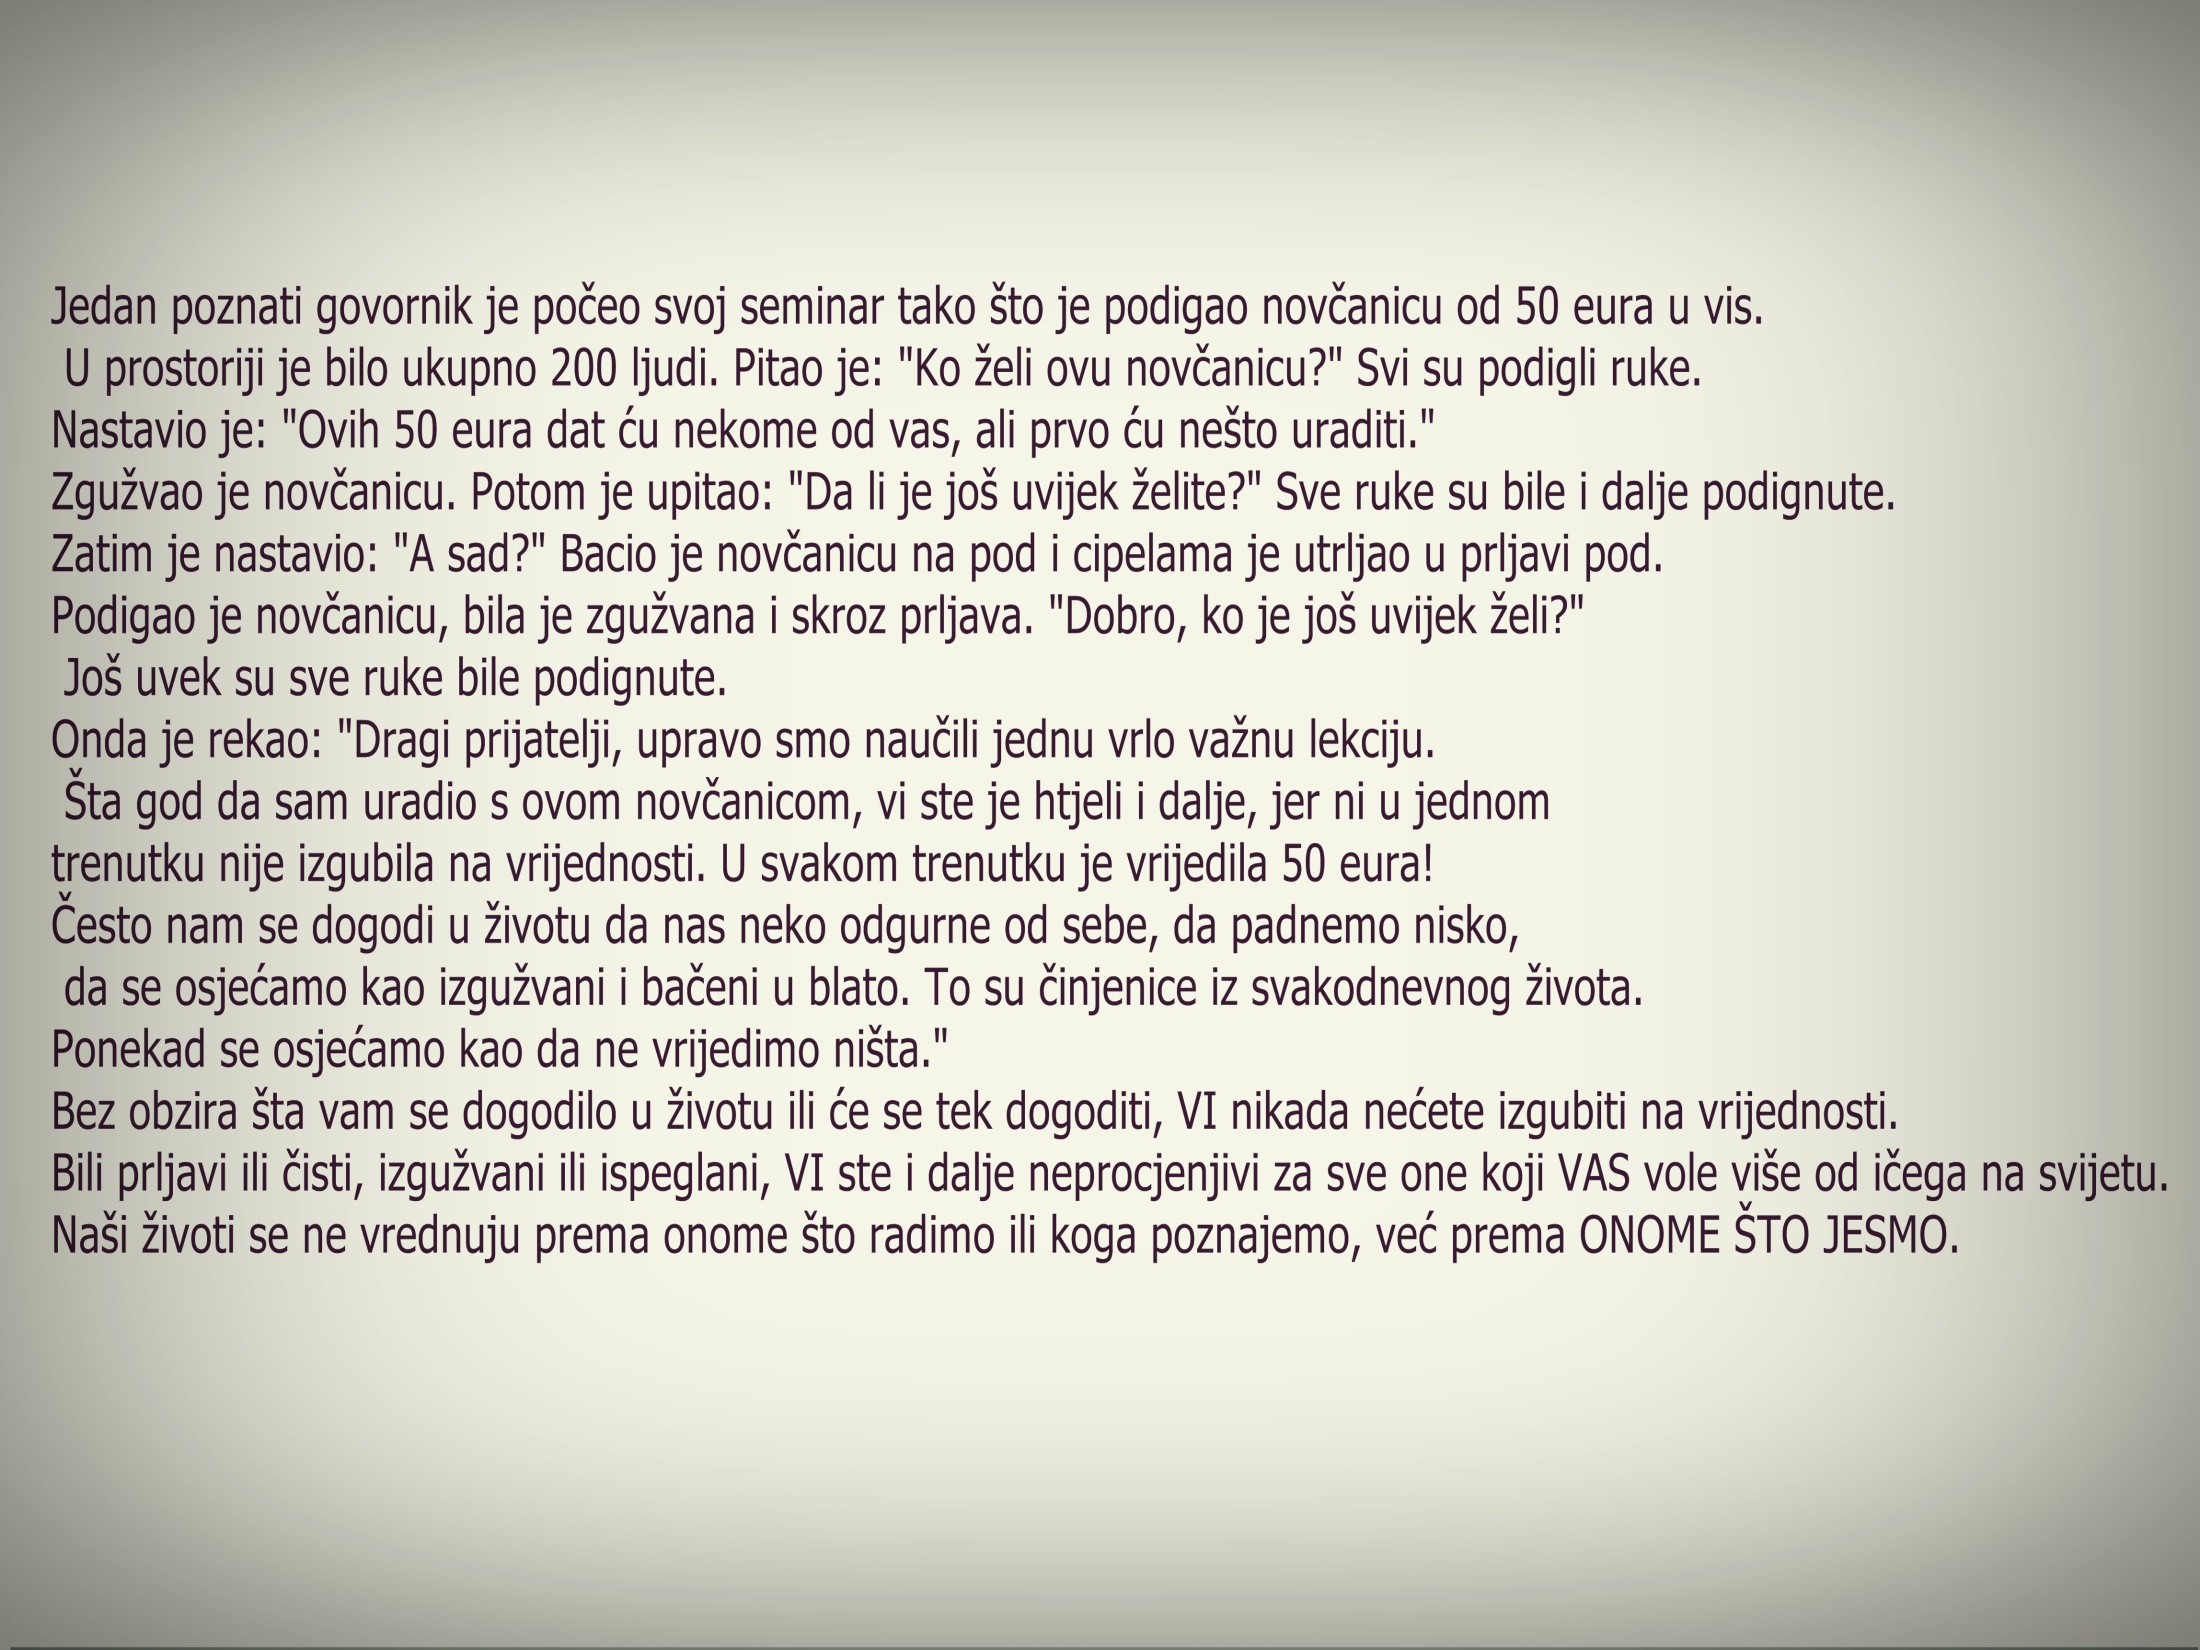 Jedan poznati govornik je počeo svoj seminar tako što je podigao novčanicu od 50 eura u vis.
U prostoriji je bilo ukupno 200 ljudi. Pitao je: "Ko želi ovu novčanicu?" Svi su podigli ruke.
Nastavio je: "Ovih 50 eura dat ću nekome od vas, ali prvo ću nešto uraditi."
Zgužvao je novčanicu. Potom je upitao: "Da li je još uvijek želite?" Sve ruke su bile i dalje podignute.
Zatim je nastavio: "A sad?" Bacio je novčanicu na pod i cipelama je utrljao u prljavi pod.
Podigao je novčanicu, bila je zgužvana i skroz prljava. "Dobro, ko je još uvijek želi?"
Još uvek su sve ruke bile podignute.
Onda je rekao: "Dragi prijatelji, upravo smo naučili jednu vrlo važnu lekciju.
Šta god da sam uradio s ovom novčanicom, vi ste je htjeli i dalje, jer ni u jednom
trenutku nije izgubila na vrijednosti. U svakom trenutku je vrijedila 50 eura!
Često nam se dogodi u životu da nas neko odgurne od sebe, da padnemo nisko,
da se osjećamo kao izgužvani i bačeni u blato. To su činjenice iz svakodnevnog života.
Ponekad se osjećamo kao da ne vrijedimo ništa."
Bez obzira šta vam se dogodilo u životu ili će se tek dogoditi, VI nikada nećete izgubiti na vrijednosti.
Bili prljavi ili čisti, izgužvani ili ispeglani, VI ste i dalje neprocjenjivi za sve one koji VAS vole više od ičega na svijetu.
Naši životi se ne vrednuju prema onome što radimo ili koga poznajemo, već prema ONOME ŠTO JESMO.